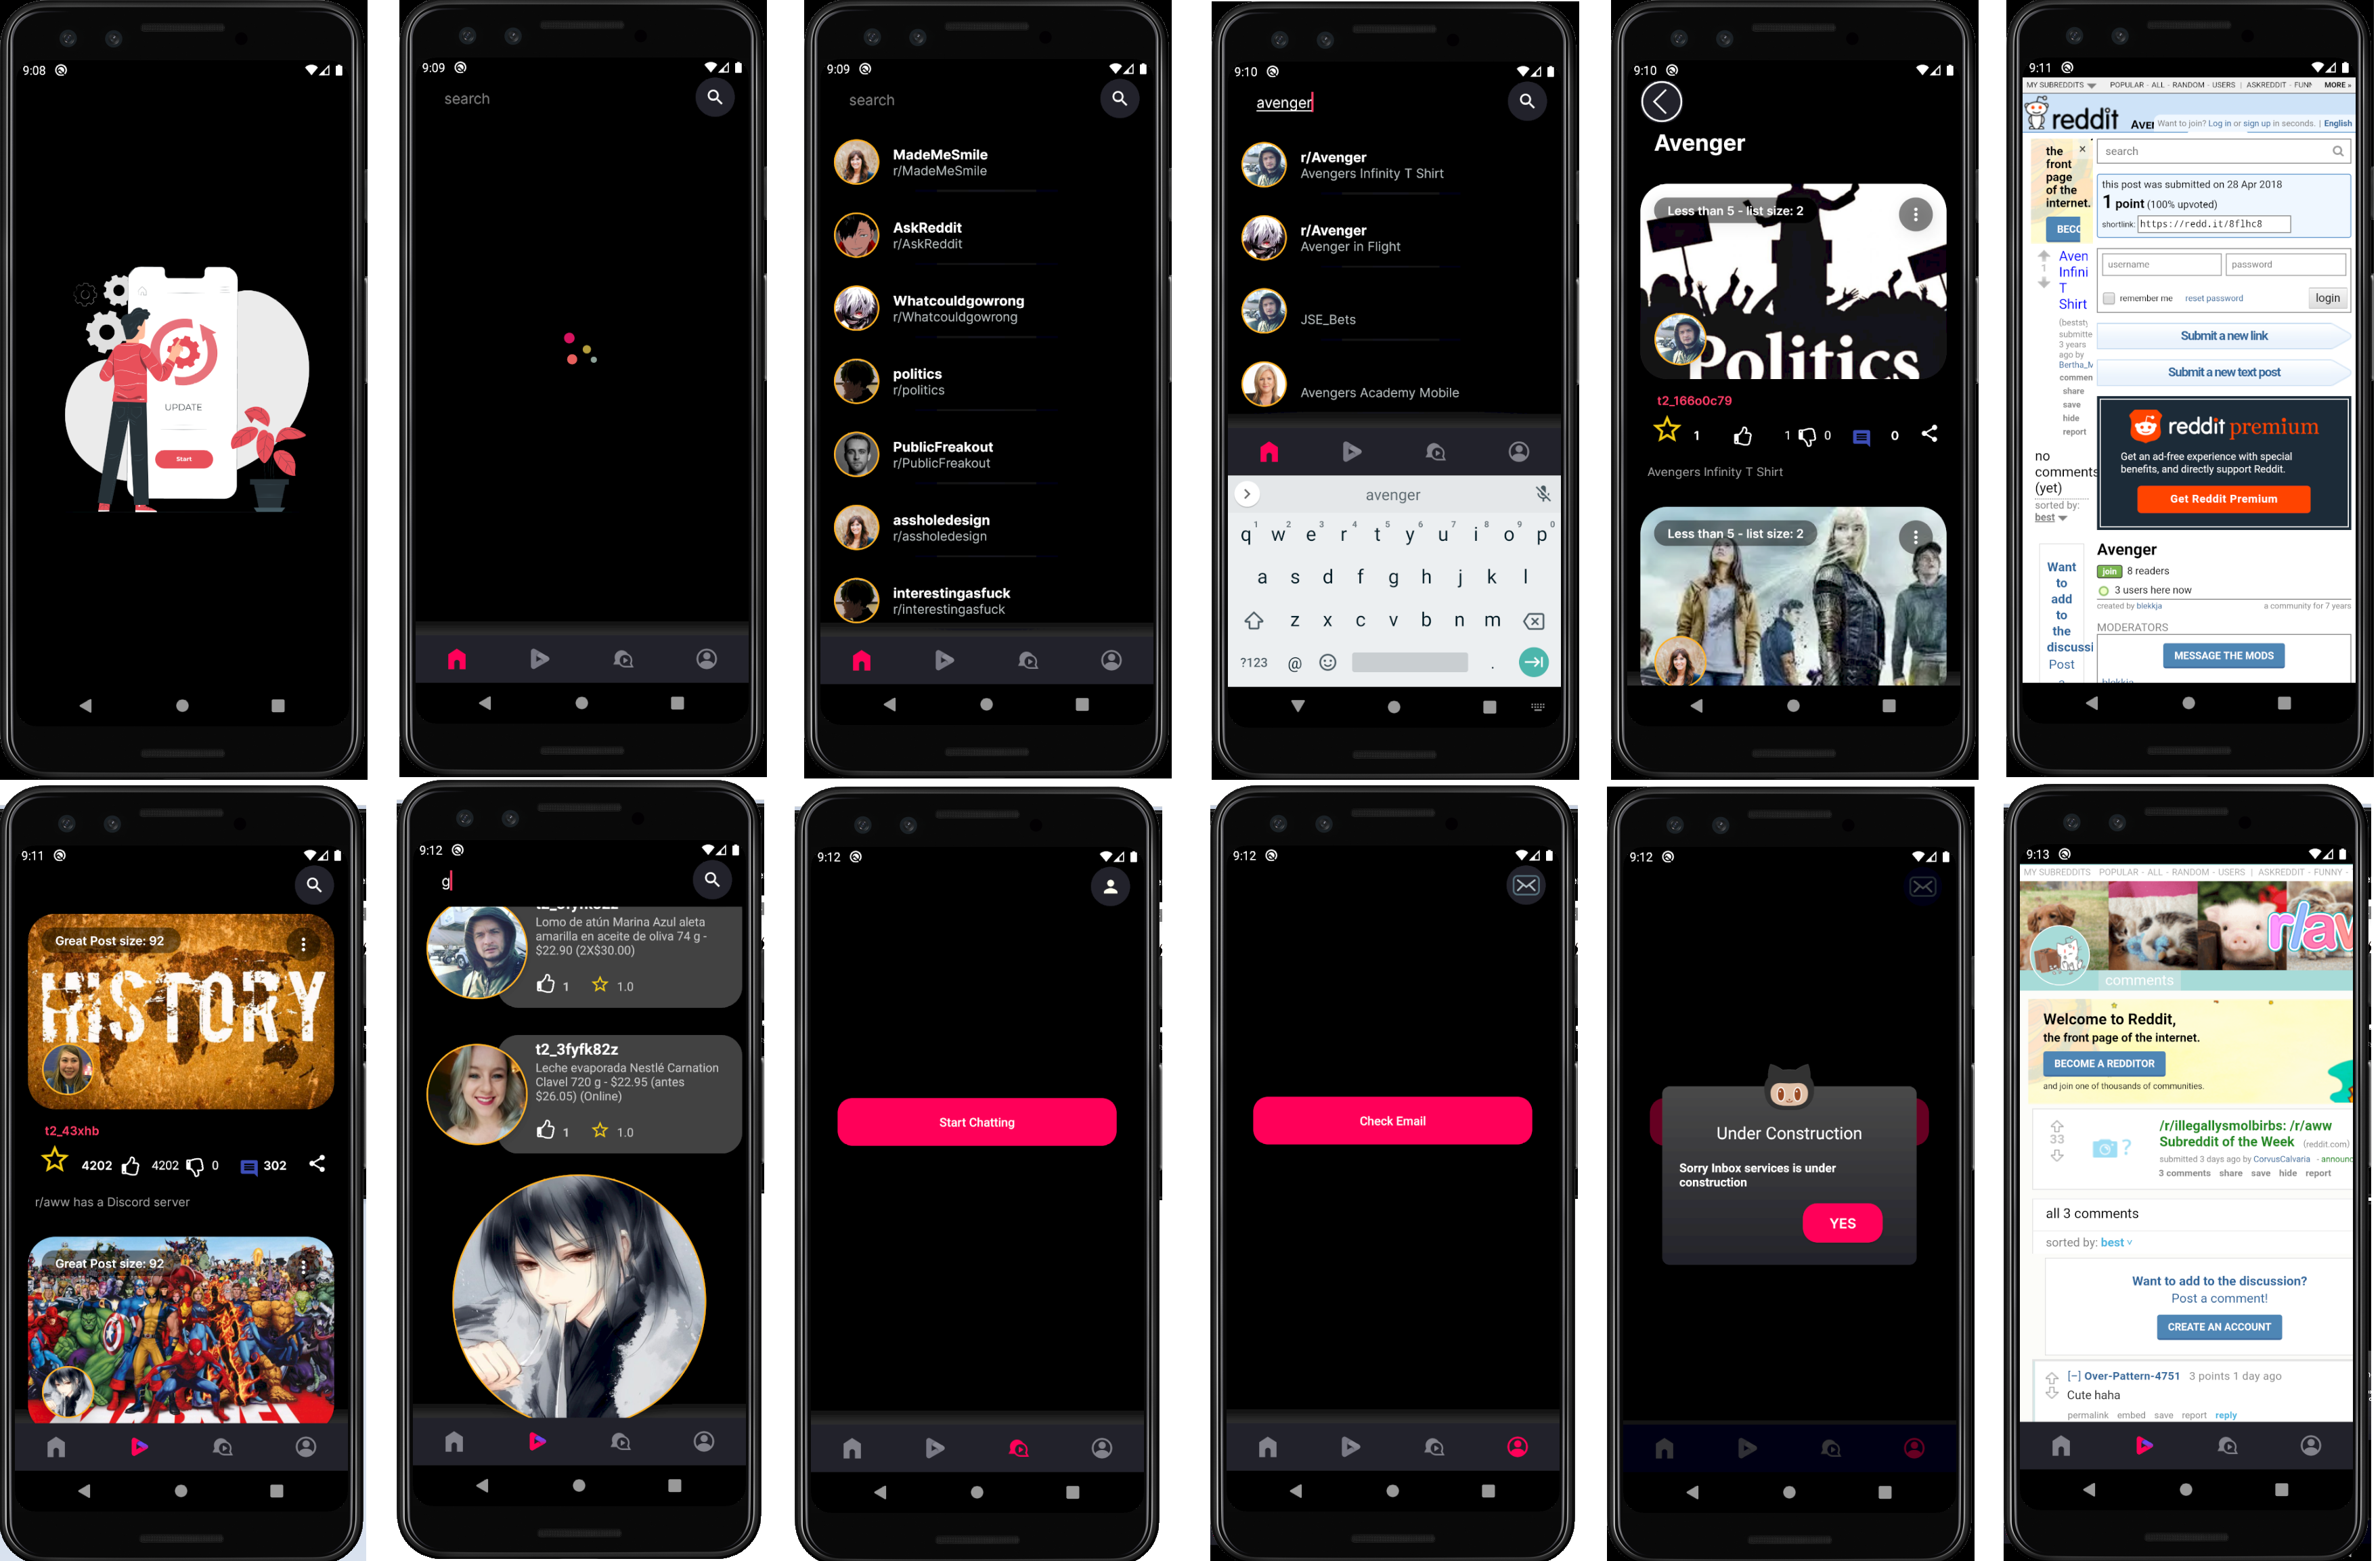 9:08
UPDATE
Start
9:09
search
9:09
search
MadeMeSmile
r/MadeMeSmile
AskReddit
r/AskReddit
Whatcouldgowrong
r/Whatcouldgowrong
politics
r/politics
PublicFreakout
r/PublicFreakout
assholedesign
r/assholedesign
interestingasfuck
r/interestingasfuck
9:10
avenger
r/Avenger
Avengers Infinity T Shirt
r/Avenger
Avenger in Flight
JSE_Bets
Avengers Academy Mobile
avenger
q1 w2 e3 r4 t5 y6 u7 i8 o9 p0
a s d f g h j k l
z x c v b n m
?123 @ .
9:10
Avenger
Less than 5 - list size: 2
Politics
t2_166o0c79
1 1 0 0
Avengers Infinity T Shirt
Less than 5 - list size: 2
9:11
MY SUBREDDITS POPULAR - ALL - RANDOM - USERS | ASKREDDIT - FUNN MORE »
reddit Aven Want to join? Log in or sign up in seconds. | English
the
front
page
of the
internet.
BECO
search
this post was submitted on 28 Apr 2018
1 point (100% upvoted)
shortlink: https://redd.it/8flhc8
username password
remember me reset password login
Submit a new link
Submit a new text post
1
Aven
Infini
T
Shirt
submitte
3 years
ago by
Bertha_M
commen
share
save
hide
report
no
comments
(yet)
sorted by:
best
reddit premium
Get an ad-free experience with special
benefits, and directly support Reddit.
Get Reddit Premium
Want
to
add
to
the
discussi
Post
Avenger
join 8 readers
3 users here now
created by blekkja a community for 7 years
MODERATORS
MESSAGE THE MODS
blekkja
9:11
Great Post size: 92
HiSTORY
t2_43xhb
4202 4202 0 302
r/aww has a Discord server
Great Post size: 92
9:12
g
Lomo de atún Marina Azul aleta
amarilla en aceite de oliva 74 g -
$22.90 (2X$30.00)
1 1.0
t2_3fyfk82z
Leche evaporada Nestlé Carnation
Clavel 720 g - $22.95 (antes
$26.05) (Online)
1 1.0
9:12
Start Chatting
9:12
Check Email
9:12
Under Construction
Sorry Inbox services is under
construction
YES
9:13
MY SUBREDDITS POPULAR - ALL - RANDOM - USERS | ASKREDDIT - FUNNY -
r/aw
comments
Welcome to Reddit,
the front page of the internet.
BECOME A REDDITOR
and join one of thousands of communities.
33
?
/r/illegallysmolbirbs: /r/aww
Subreddit of the Week (reddit.com)
submitted 3 days ago by CorvusCalvaria - announc
3 comments share save hide report
all 3 comments
sorted by: best
Want to add to the discussion?
Post a comment!
CREATE AN ACCOUNT
[–] Over-Pattern-4751 3 points 1 day ago
Cute haha
permalink embed save report reply